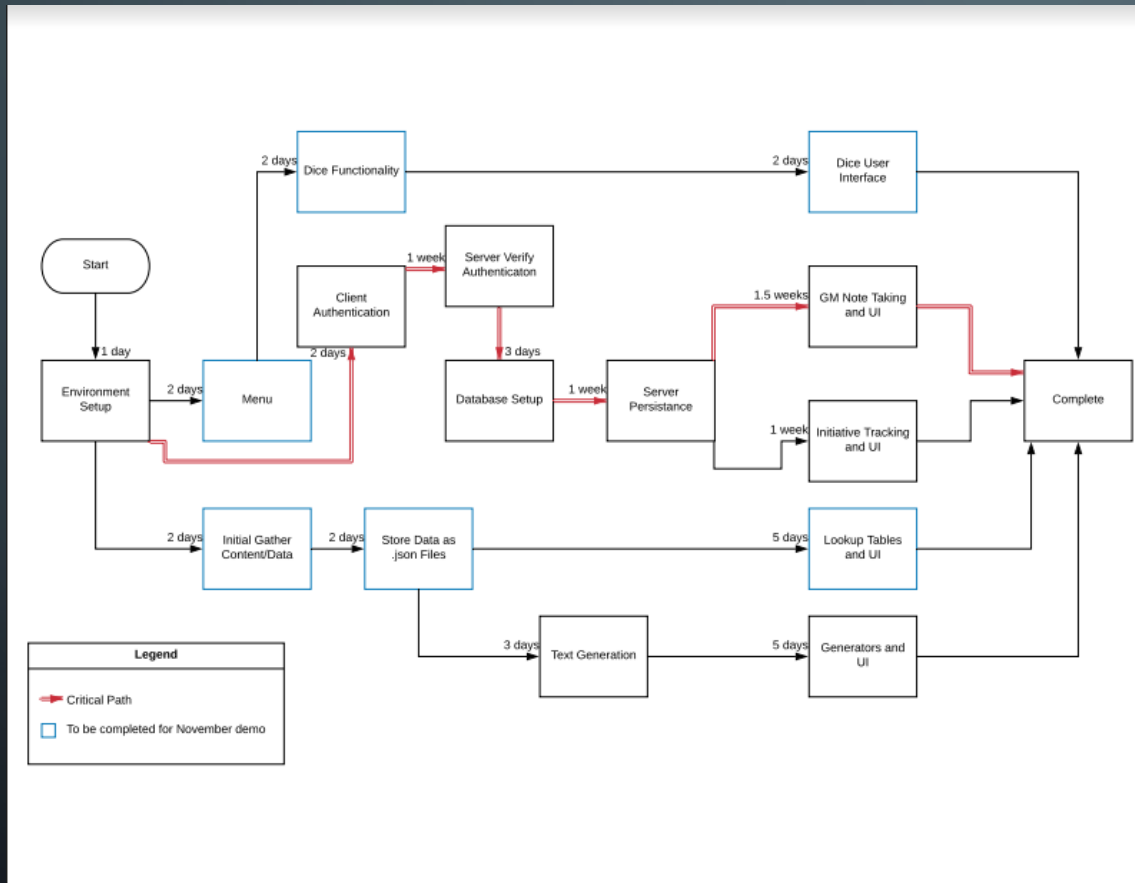 2 days
Dice Functionality
2 days
Dice User
Interface
Start
1 week
Server Verify
Authenticaton
Client
Authentication
1.5 weeks
GM Note Taking
and UI
1 day
2 days
3 days
Environment
Setup
2 days
Menu
Database Setup
1 week
Server
Persistance
Complete
1 week
Initiative Tracking
and UI
2 days
Initial Gather
Content/Data
2 days
Store Data as
.json Files
5 days
Lookup Tables
and UI
3 days
Text Generation
5 days
Generators and
UI
Legend
Critical Path
To be completed for November demo